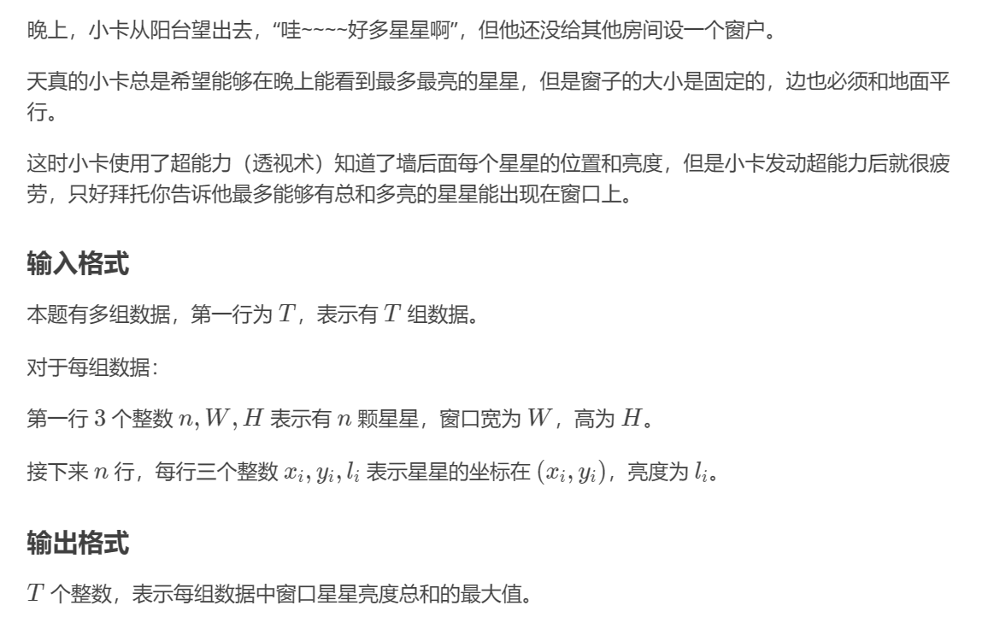 晚上，小卡从阳台望出去，“哇~~~~好多星星啊”，但他还没给其他房间设一个窗户。
天真的小卡总是希望能够在晚上能看到最多最亮的星星，但是窗子的大小是固定的，边也必须和地面平
行。
这时小卡使用了超能力（透视术）知道了墙后面每个星星的位置和亮度，但是小卡发动超能力后就很疲
劳，只好拜托你告诉他最多能够有总和多亮的星星能出现在窗口上。
输入格式
本题有多组数据，第一行为 T，表示有 T 组数据。
对于每组数据：
第一行 3 个整数 n, W, H 表示有 n 颗星星，窗口宽为 W，高为 H。
接下来 n 行，每行三个整数 xᵢ, yᵢ, lᵢ 表示星星的坐标在 (xᵢ, yᵢ)，亮度为 lᵢ。
输出格式
T 个整数，表示每组数据中窗口星星亮度总和的最大值。